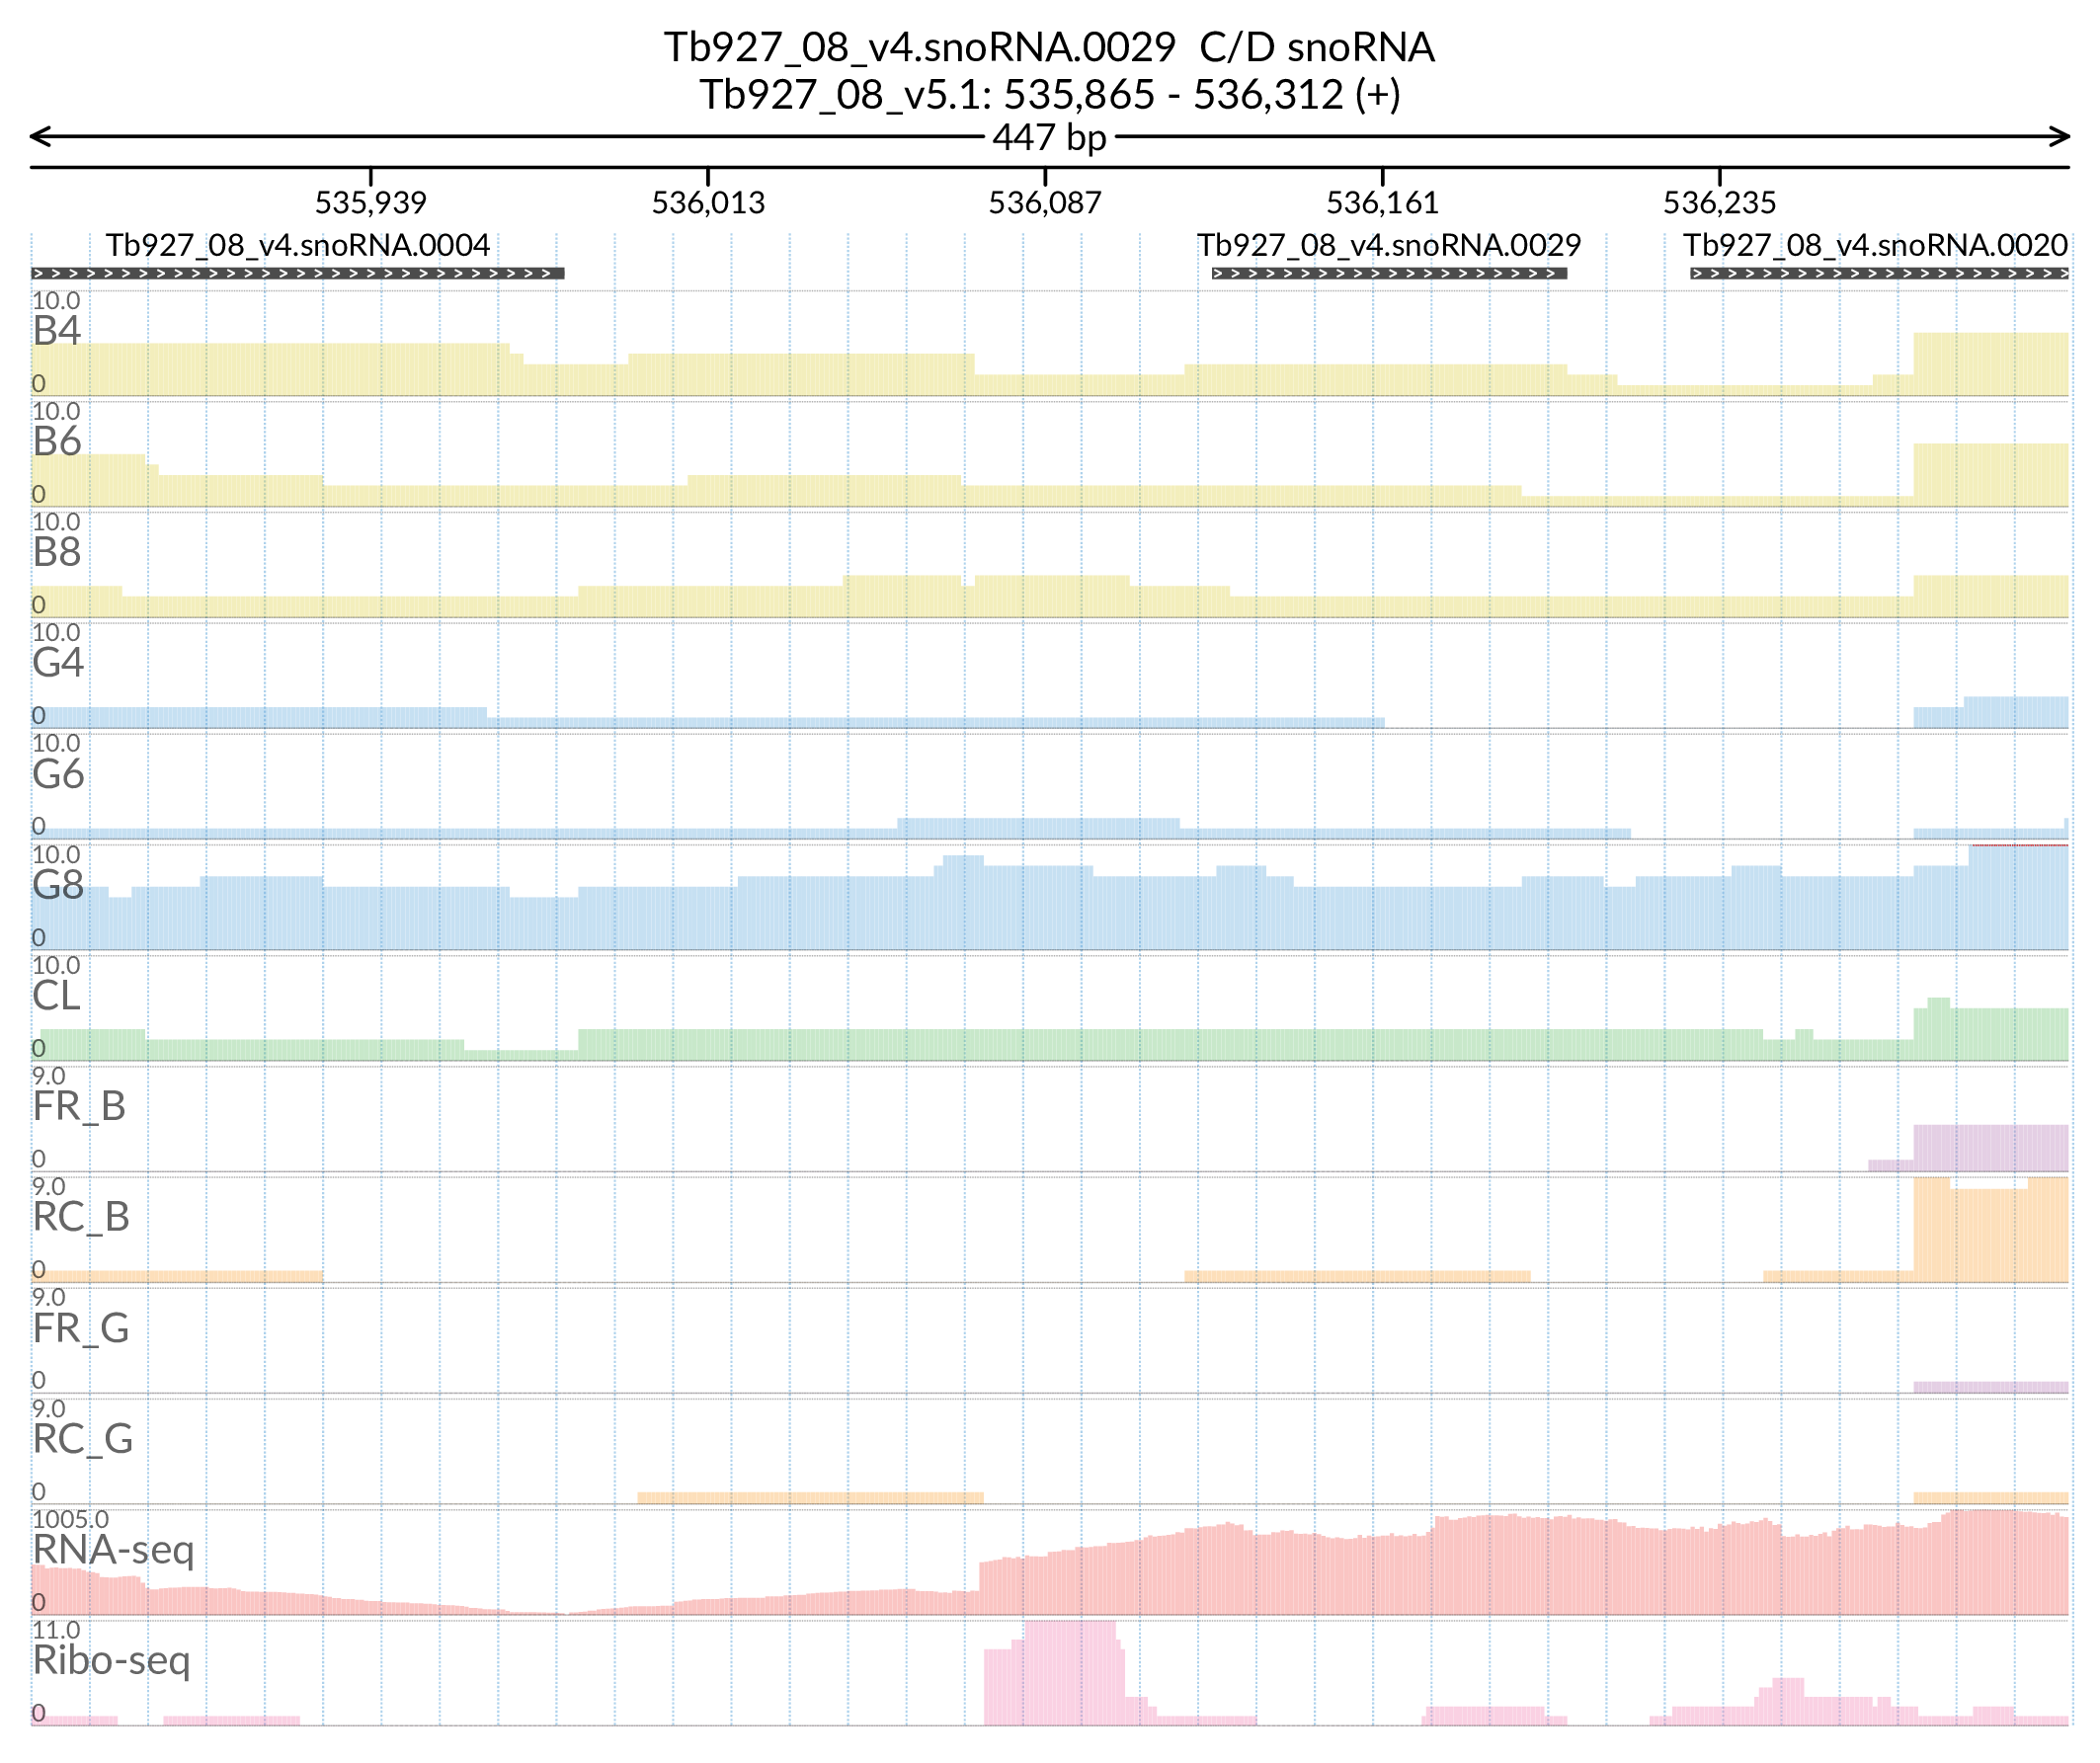 Tb927_08_v4.snoRNA.0029 C/D snoRNA
Tb927_08_v5.1: 535,865 - 536,312 (+)
447 bp
535,939 536,013 536,087 536,161 536,235
Tb927_08_v4.snoRNA.0004 Tb927_08_v4.snoRNA.0029 Tb927_08_v4.snoRNA.0020
10.0
B4
0
10.0
B6
0
10.0
B8
0
10.0
G4
0
10.0
G6
0
10.0
G8
0
10.0
CL
0
9.0
FR_B
0
9.0
RC_B
0
9.0
FR_G
0
9.0
RC_G
0
1005.0
RNA-seq
0
11.0
Ribo-seq
0